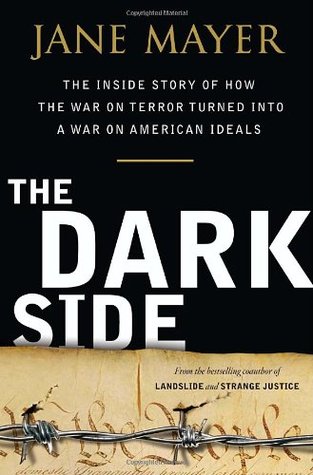 JANE MAYER
THE INSIDE STORY OF HOW
THE WAR ON TERROR TURNED INTO
A WAR ON AMERICAN IDEALS
THE
DARK
SIDE
From the bestselling coauthor of
LANDSLIDE and STRANGE JUSTICE